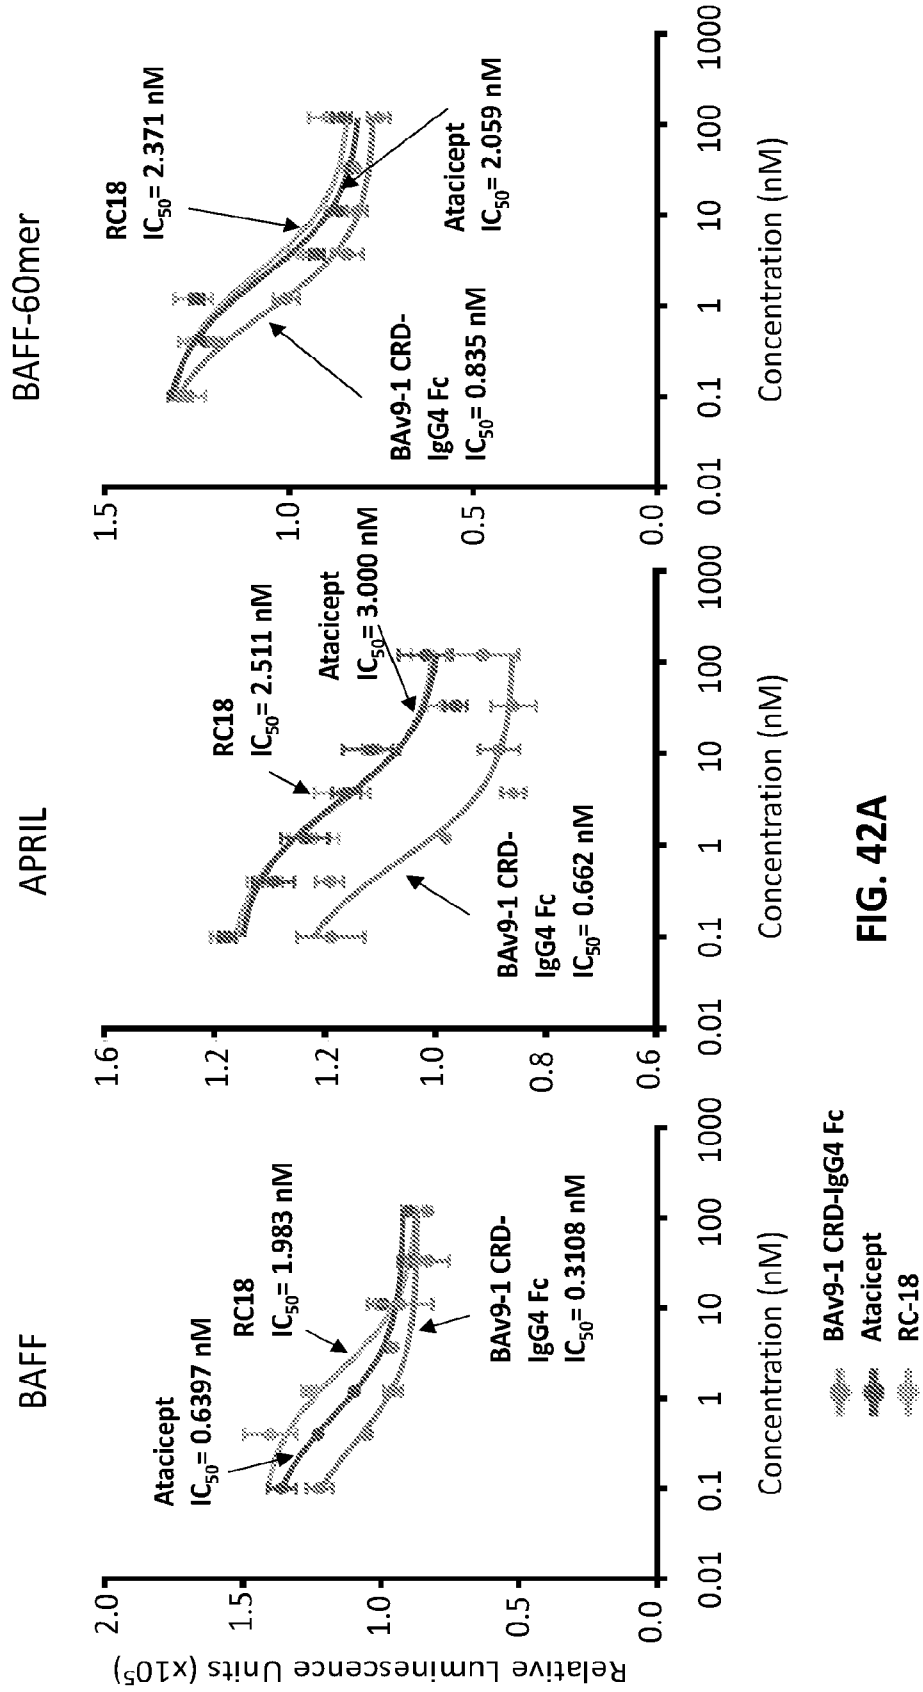 BAFF
Relative Luminescence Units (x10⁵)
2.0
1.5
1.0
0.5
0.0
Atacicept
IC₅₀= 0.6397 nM
RC18
IC₅₀= 1.983 nM
BAv9-1 CRD-
IgG4 Fc
IC₅₀= 0.3108 nM
0.01 0.1 1 10 100 1000
Concentration (nM)
APRIL
1.6
1.2
1.2
1.0
0.8
0.6
RC18
IC₅₀= 2.511 nM
Atacicept
IC₅₀= 3.000 nM
BAv9-1 CRD-
IgG4 Fc
IC₅₀= 0.662 nM
0.01 0.1 1 10 100 1000
Concentration (nM)
BAFF-60mer
1.5
1.0
0.5
0.0
RC18
IC₅₀= 2.371 nM
BAv9-1 CRD-
IgG4 Fc
IC₅₀= 0.835 nM
Atacicept
IC₅₀= 2.059 nM
0.01 0.1 1 10 100 1000
Concentration (nM)
BAv9-1 CRD-IgG4 Fc
Atacicept
RC-18
FIG. 42A